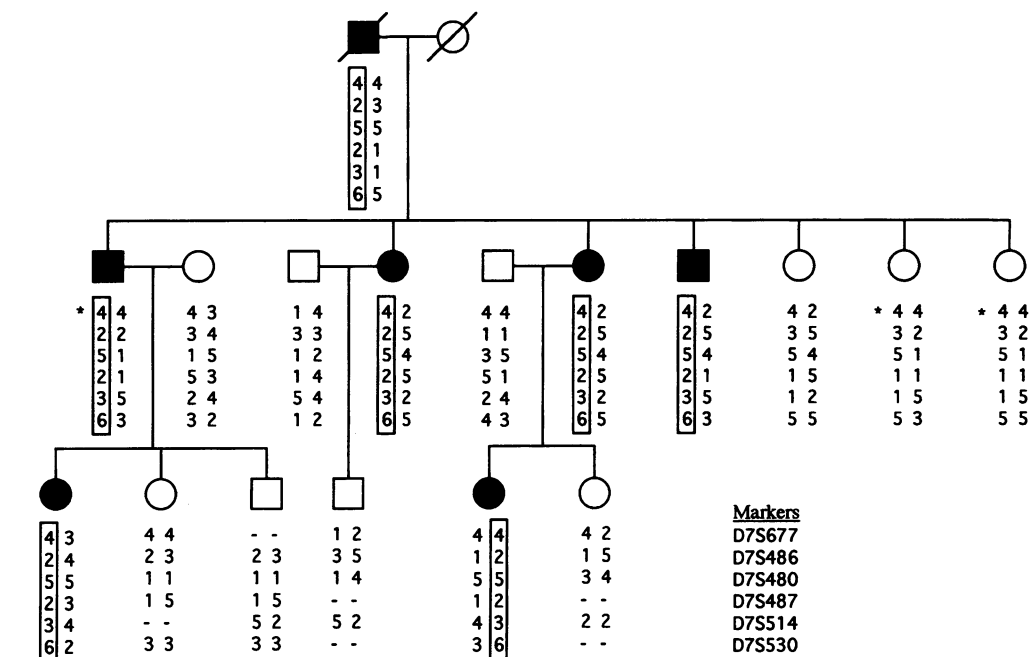 4 4
2 3
5 5
2 1
3 1
6 5
* 4 4 4 3 1 4 4 2 4 4 4 2 4 2 4 2 * 4 4 * 4 4
2 2 3 4 3 3 2 5 1 1 2 5 2 5 3 5 3 2 3 2
5 1 1 5 1 2 5 4 3 5 5 4 5 4 5 4 5 1 5 1
2 1 5 3 1 4 2 5 5 1 2 5 2 1 1 5 1 1 1 1
3 5 2 4 5 4 3 2 2 4 3 2 3 5 1 2 1 5 1 5
6 3 3 2 1 2 6 5 4 3 6 5 6 3 5 5 5 3 5 5
Markers
4 3 4 4 - - 1 2 4 4 4 2 D7S677
2 4 2 3 2 3 3 5 1 2 1 5 D7S486
5 5 1 1 1 1 1 4 5 5 3 4 D7S480
2 3 1 5 1 5 - - 1 2 - - D7S487
3 4 - - 5 2 5 2 4 3 2 2 D7S514
6 2 3 3 3 3 - - 3 6 - - D7S530